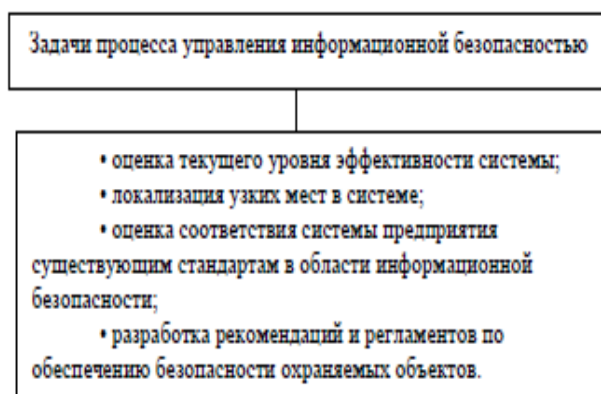 Задачи процесса управления информационной безопасностью
• оценка текущего уровня эффективности системы;
• локализация узких мест в системе;
• оценка соответствия системы предприятия
существующим стандартам в области информационной
безопасности;
• разработка рекомендаций и регламентов по
обеспечению безопасности охраняемых объектов.